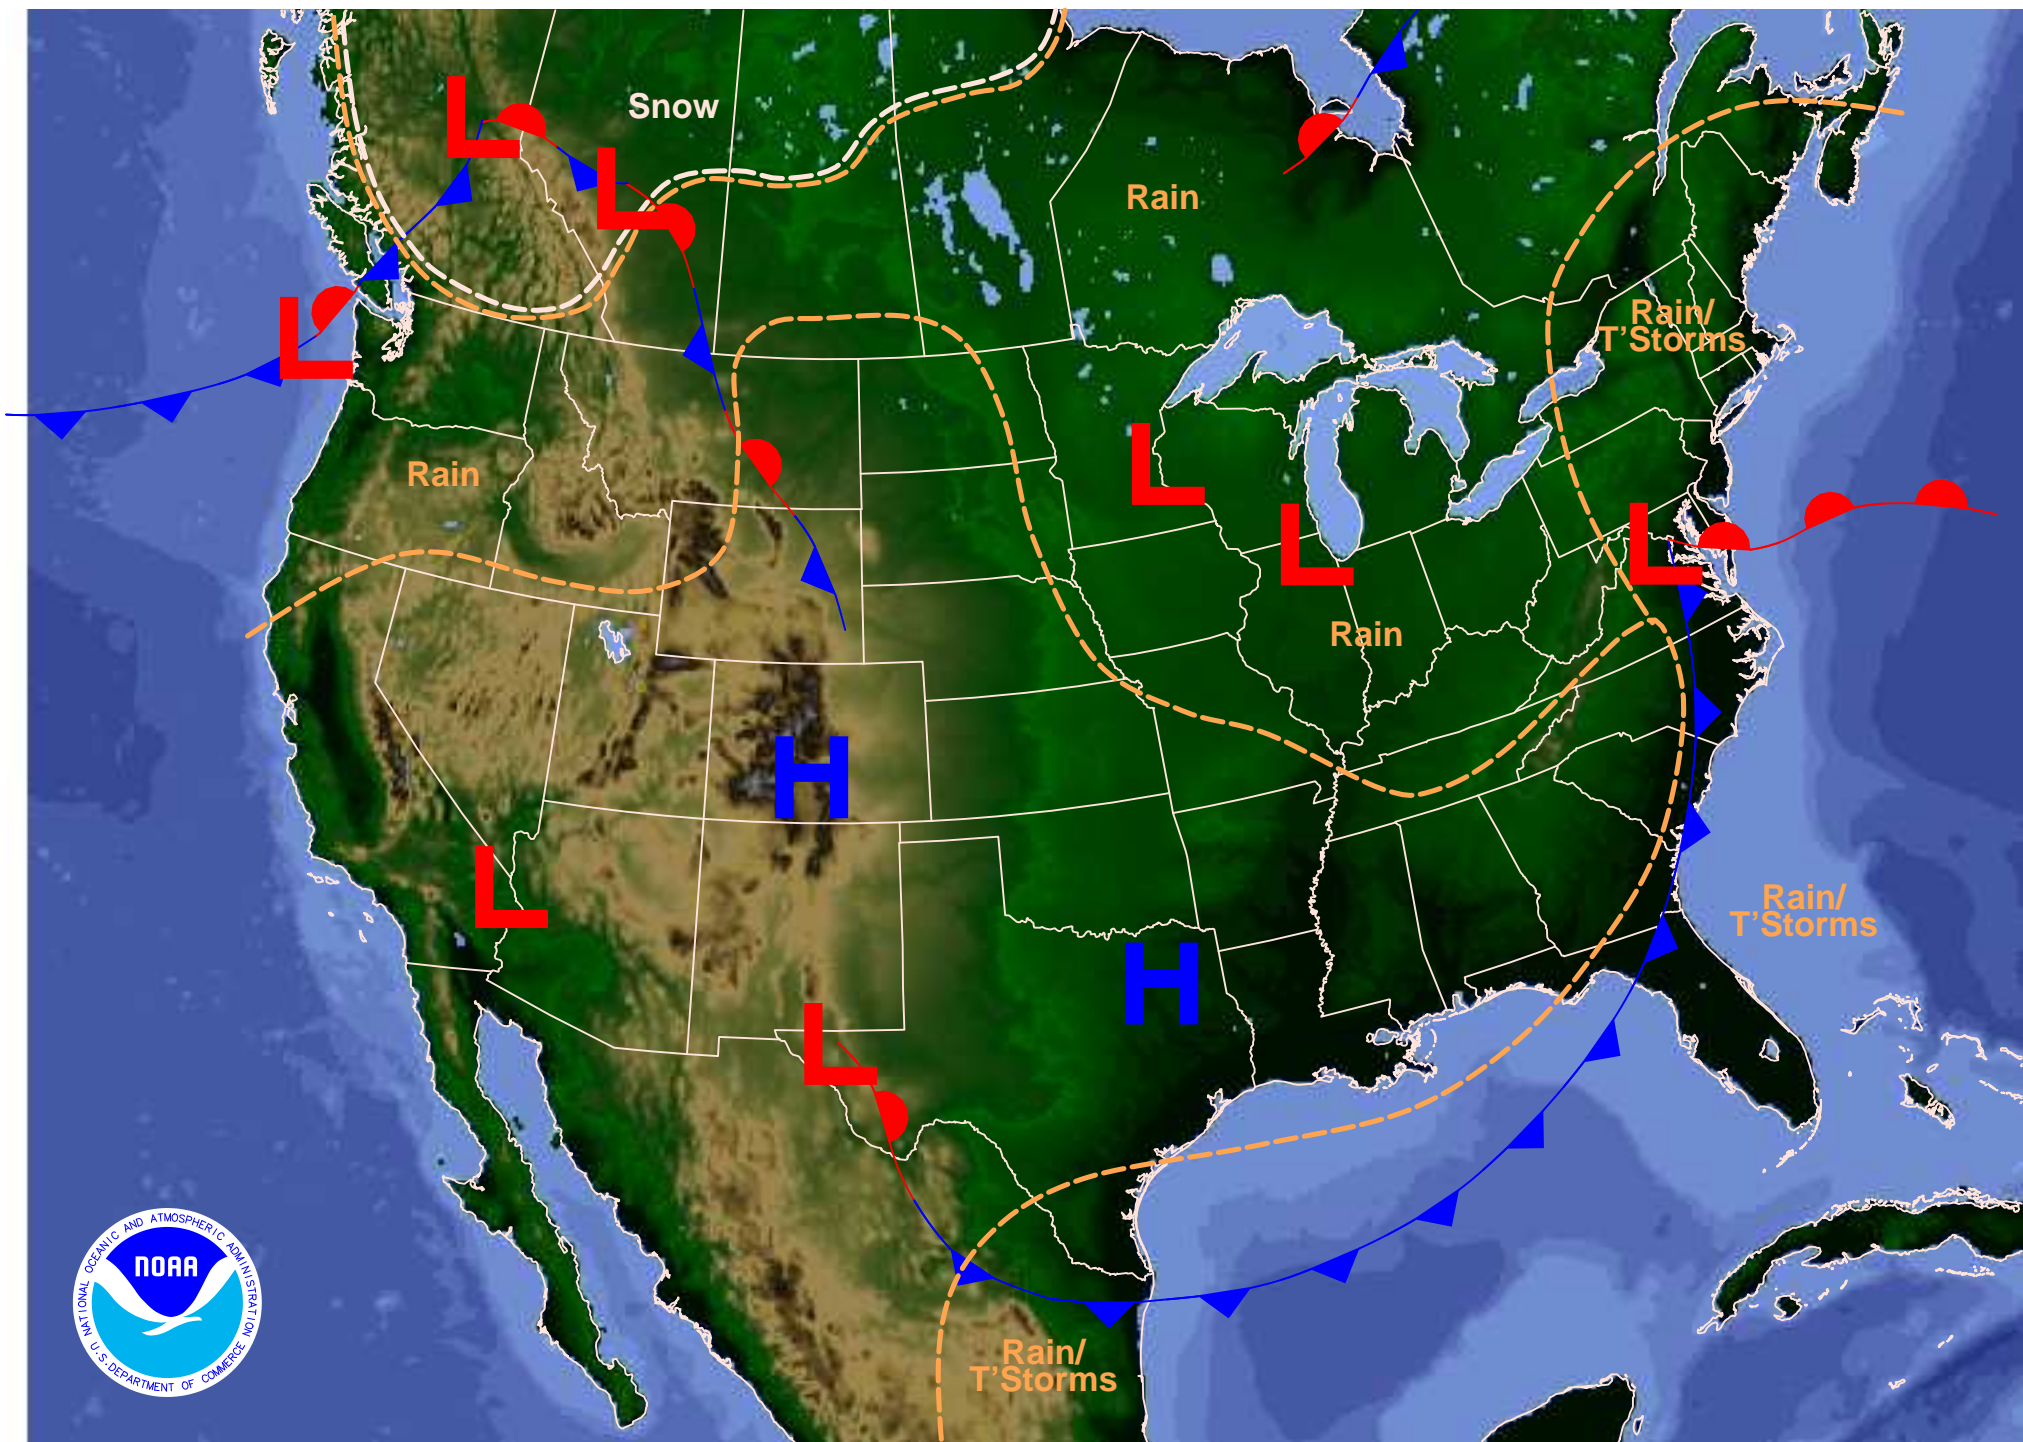 L
Snow
L
Rain
L
Rain/
T'Storms
L
Rain
L
L
Rain
H
L
Rain/
T'Storms
H
L
NATIONAL OCEANIC AND ATMOSPHERIC ADMINISTRATION
NOAA
U.S. DEPARTMENT OF COMMERCE
Rain/
T'Storms